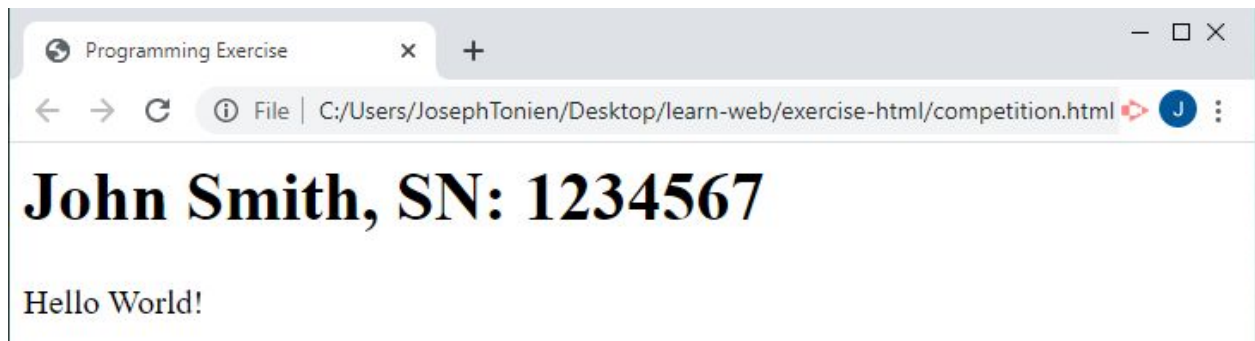 Programming Exercise
File C:/Users/JosephTonien/Desktop/learn-web/exercise-html/competition.html J
John Smith, SN: 1234567
Hello World!